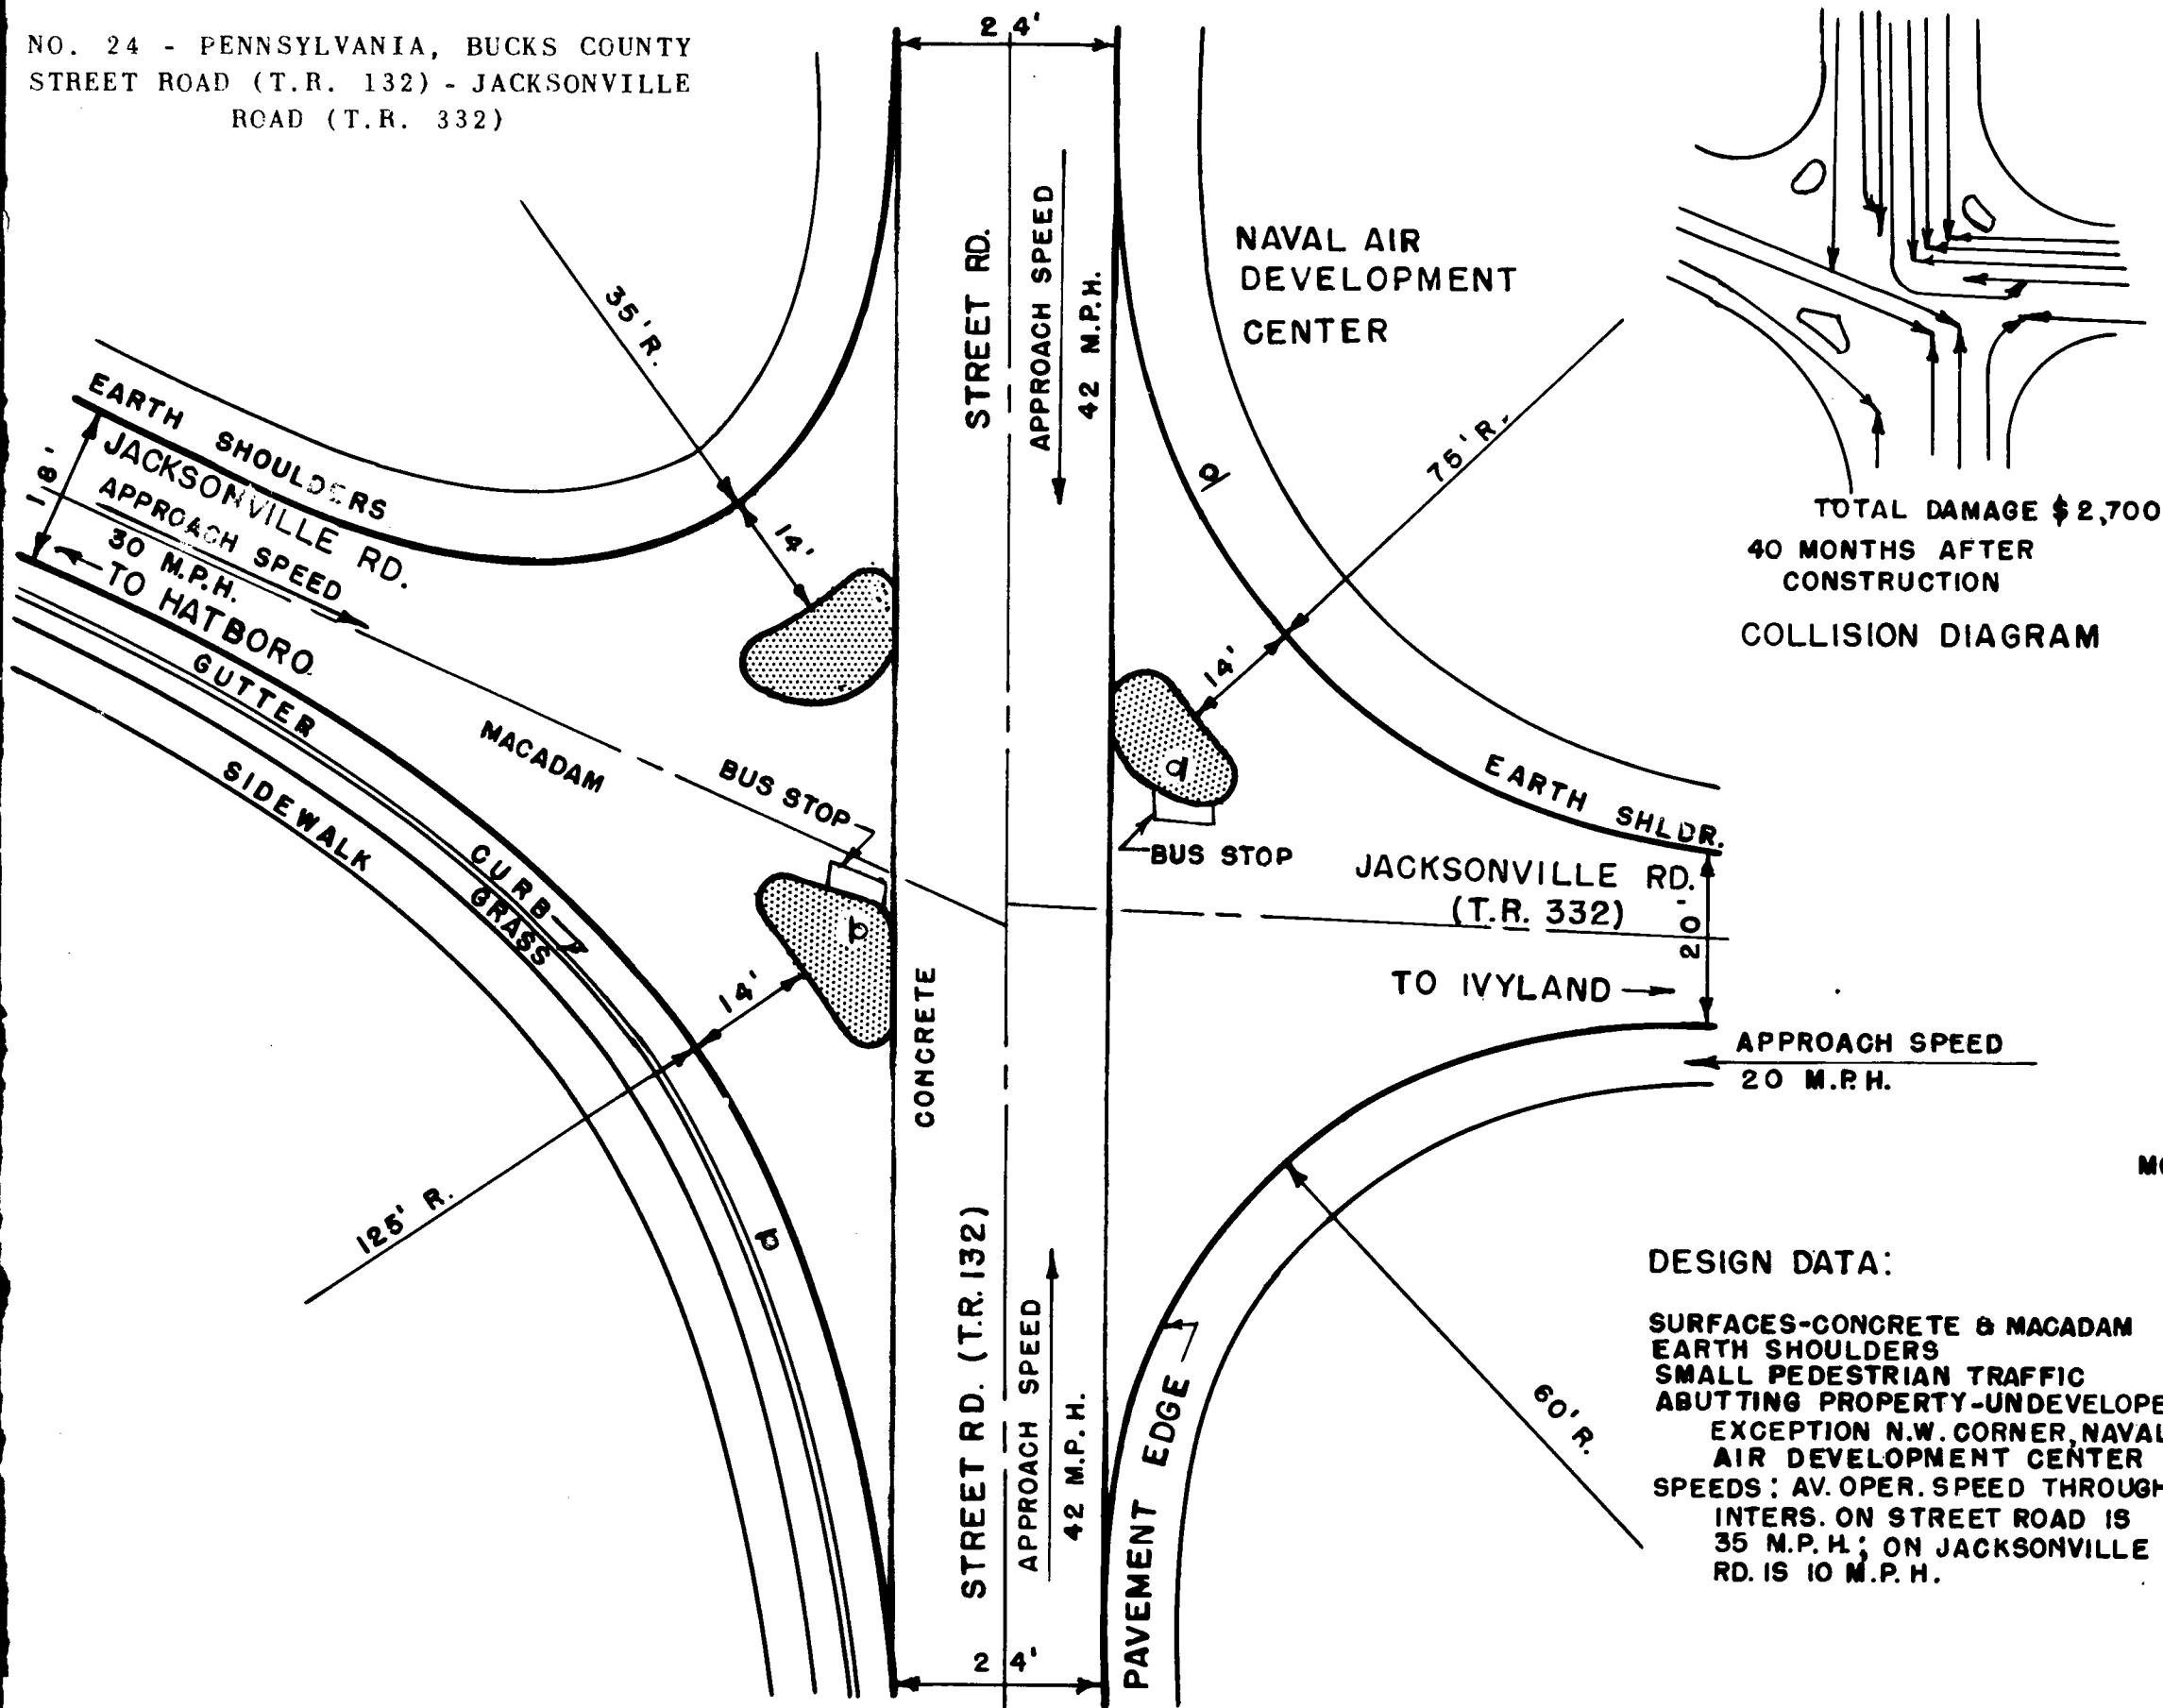 NO. 24 - PENNSYLVANIA, BUCKS COUNTY
STREET ROAD (T.R. 132) - JACKSONVILLE
ROAD (T.R. 332)
24'
STREET RD.
APPROACH SPEED
42 M.P.H.
NAVAL AIR
DEVELOPMENT
CENTER
35'R.
75'R.
TOTAL DAMAGE $2,700
40 MONTHS AFTER
CONSTRUCTION
COLLISION DIAGRAM
EARTH SHOULDERS
18'
JACKSONVILLE RD.
APPROACH SPEED
30 M.P.H.
TO HATBORO
GUTTER
SIDEWALK
MACADAM
CURB
GRASS
14'
a
14'
d
BUS STOP
BUS STOP
b
14'
EARTH SHLDR.
JACKSONVILLE RD.
(T.R. 332)
20'
TO IVYLAND
APPROACH SPEED
20 M.P.H.
CONCRETE
125' R.
STREET RD. (T.R. 132)
APPROACH SPEED
42 M.P.H.
PAVEMENT EDGE
60'R.
24'
DESIGN DATA:
SURFACES-CONCRETE & MACADAM
EARTH SHOULDERS
SMALL PEDESTRIAN TRAFFIC
ABUTTING PROPERTY-UNDEVELOPE
EXCEPTION N.W. CORNER, NAVAL
AIR DEVELOPMENT CENTER
SPEEDS: AV. OPER. SPEED THROUGH
INTERS. ON STREET ROAD IS
35 M.P.H.; ON JACKSONVILLE
RD. IS 10 M.P.H.